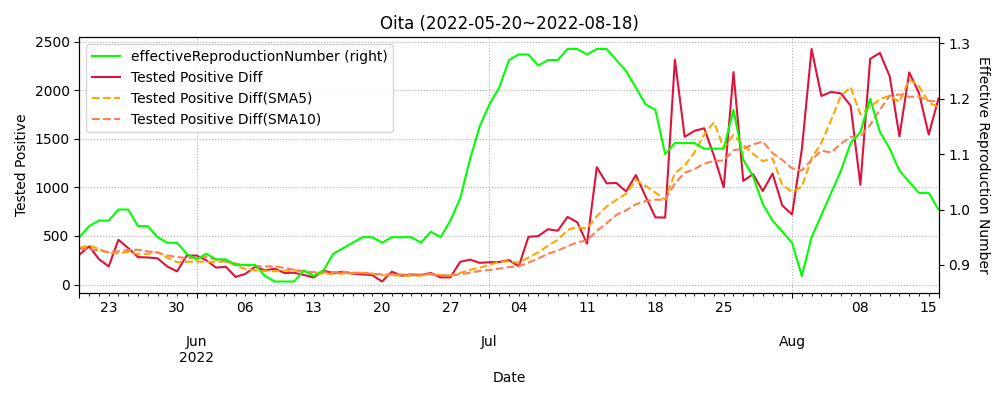 Oita (2022-05-20~2022-08-18)
effectiveReproductionNumber (right)
Tested Positive Diff
Tested Positive Diff(SMA5)
Tested Positive Diff(SMA10)
Tested Positive
2500
2000
1500
1000
500
0
1.3
1.2
1.1
1.0
0.9
Effective Reproduction Number
23 30 06 13 20 27 04 11 18 25 08 15
Jun Jul Aug
2022
Date